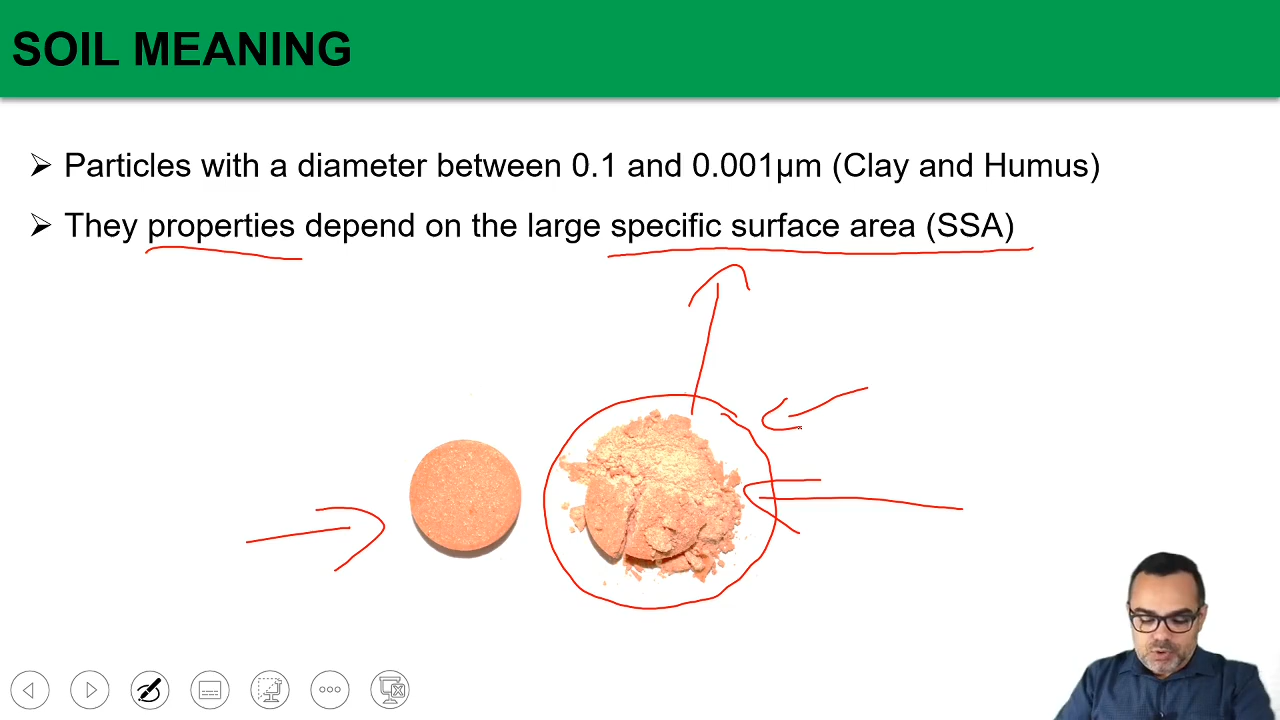 SOIL MEANING
Particles with a diameter between 0.1 and 0.001µm (Clay and Humus)
They properties depend on the large specific surface area (SSA)